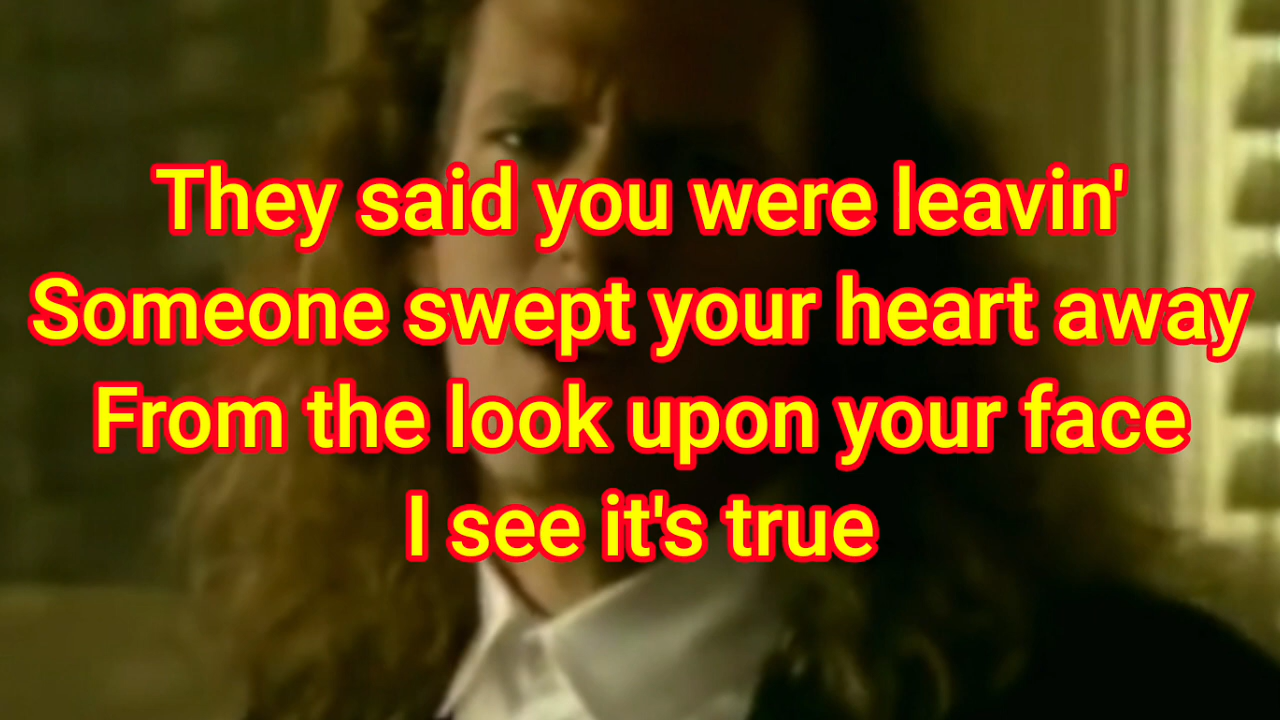 They said you were leavin'
Someone swept your heart away
From the look upon your face
I see it's true